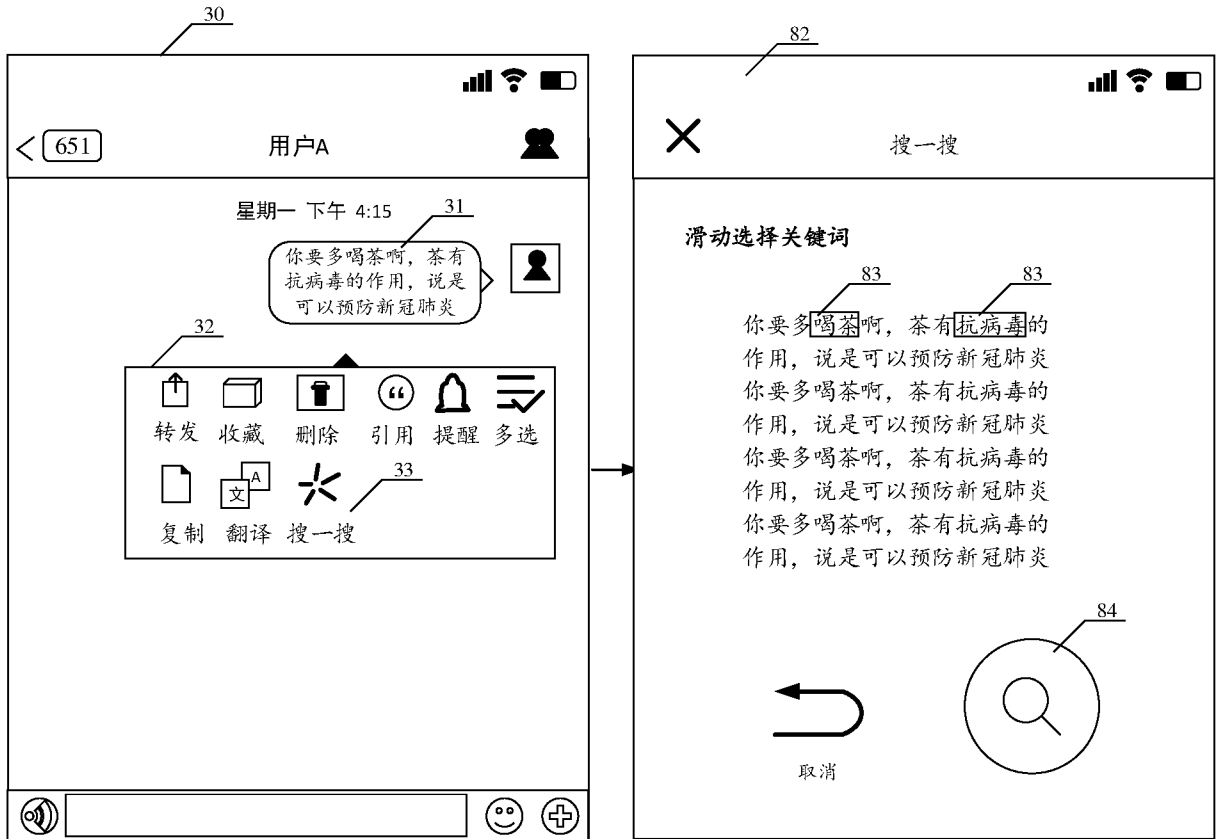 30
651
用户A
星期一 下午 4:15
31
你要多喝茶啊，茶有
抗病毒的作用，说是
可以预防新冠肺炎
32
转发 收藏 删除 引用 提醒 多选
文 A
33
复制 翻译 搜一搜
82
搜一搜
滑动选择关键词
83 83
你要多喝茶啊，茶有抗病毒的
作用，说是可以预防新冠肺炎
你要多喝茶啊，茶有抗病毒的
作用，说是可以预防新冠肺炎
你要多喝茶啊，茶有抗病毒的
作用，说是可以预防新冠肺炎
你要多喝茶啊，茶有抗病毒的
作用，说是可以预防新冠肺炎
84
取消